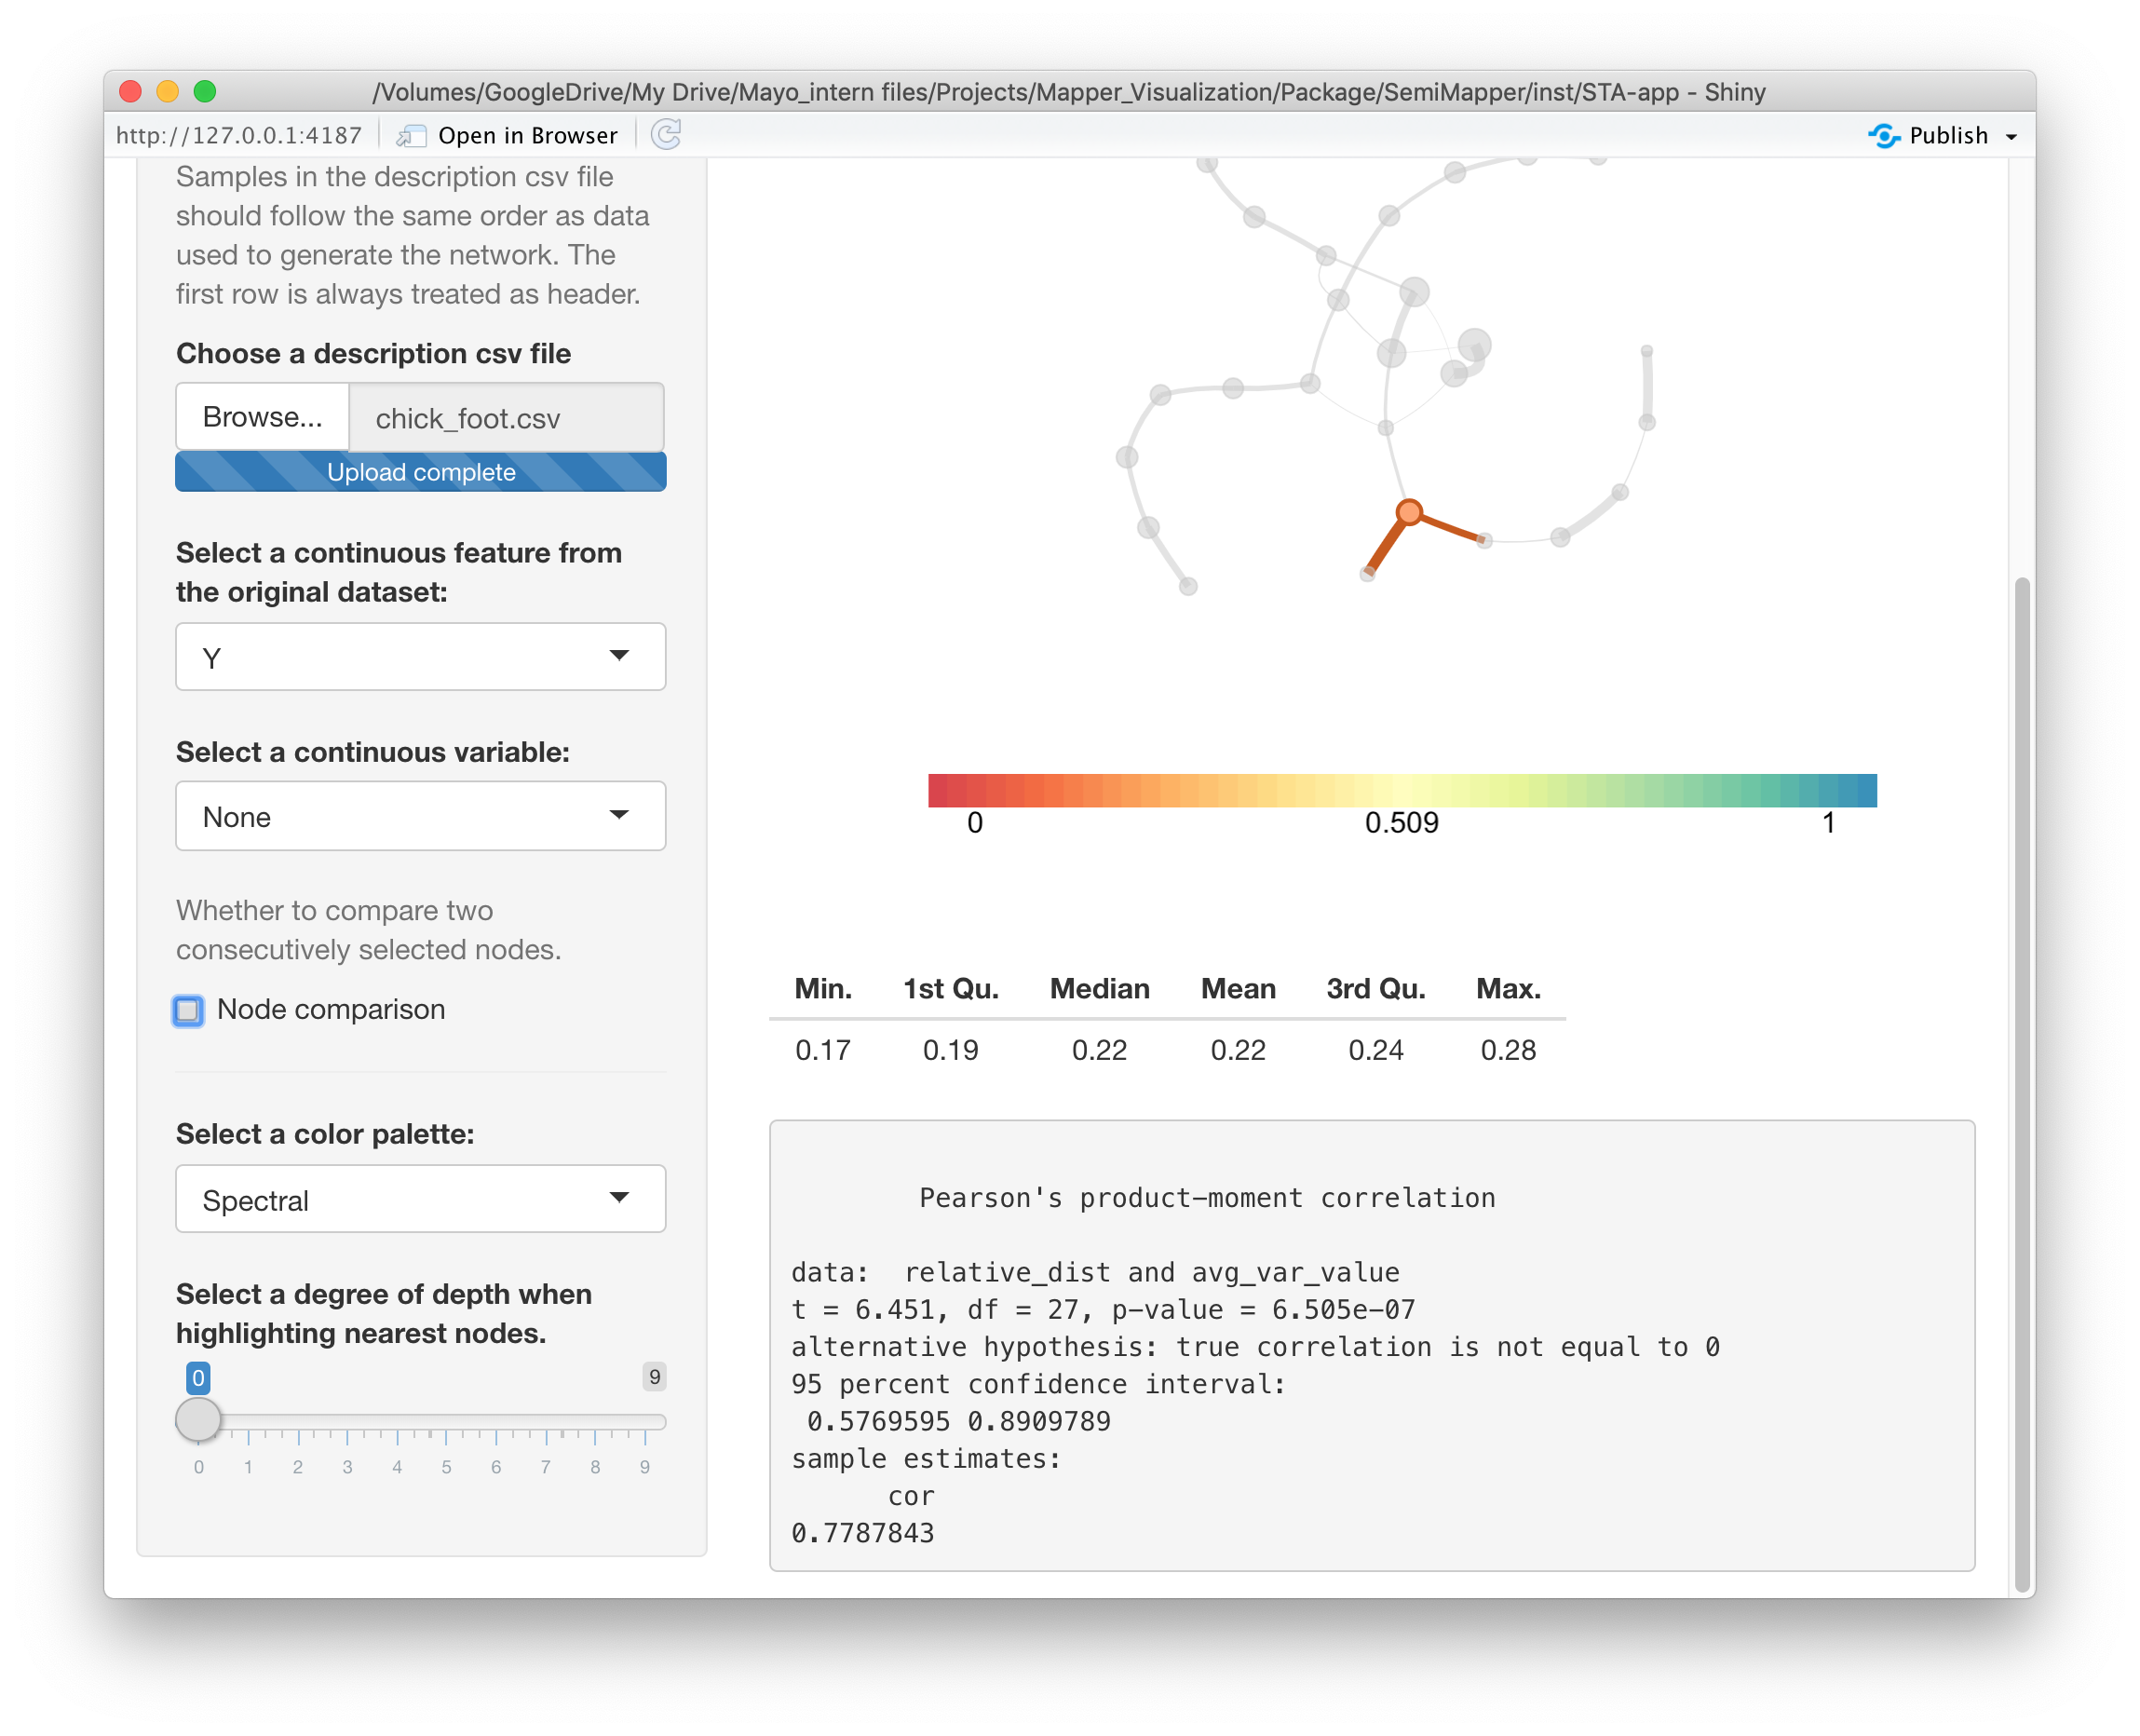 /Volumes/GoogleDrive/My Drive/Mayo_intern files/Projects/Mapper_Visualization/Package/SemiMapper/inst/STA-app - Shiny
http://127.0.0.1:4187
Open in Browser
Publish
Samples in the description csv file
should follow the same order as data
used to generate the network. The
first row is always treated as header.
Choose a description csv file
Browse...
chick_foot.csv
Upload complete
Select a continuous feature from
the original dataset:
Y
Select a continuous variable:
None
Whether to compare two
consecutively selected nodes.
Node comparison
Select a color palette:
Spectral
Select a degree of depth when
highlighting nearest nodes.
0 9
0 1 2 3 4 5 6 7 8 9
0 0.509 1
Min. 1st Qu. Median Mean 3rd Qu. Max.
0.17 0.19 0.22 0.22 0.24 0.28
Pearson's product-moment correlation
data:  relative_dist and avg_var_value
t = 6.451, df = 27, p-value = 6.505e-07
alternative hypothesis: true correlation is not equal to 0
95 percent confidence interval:
0.5769595 0.8909789
sample estimates:
cor
0.7787843